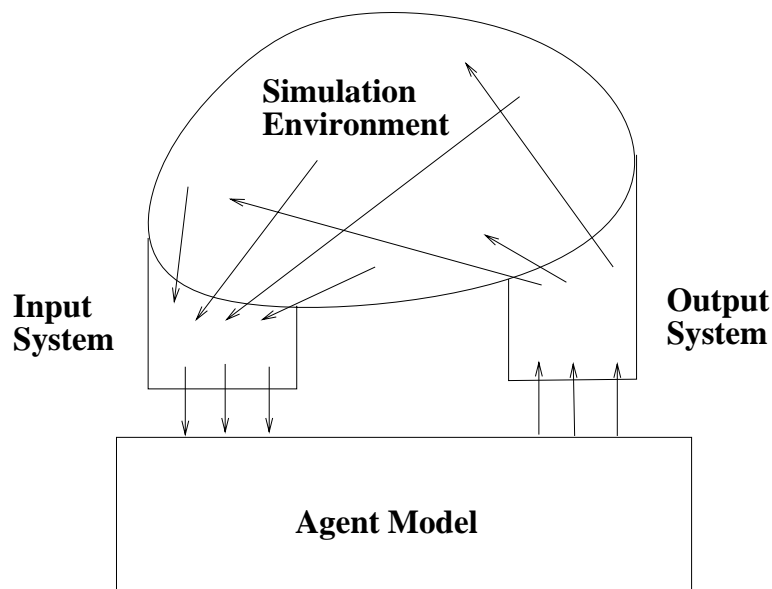 Simulation
Environment
Input
System
Output
System
Agent Model